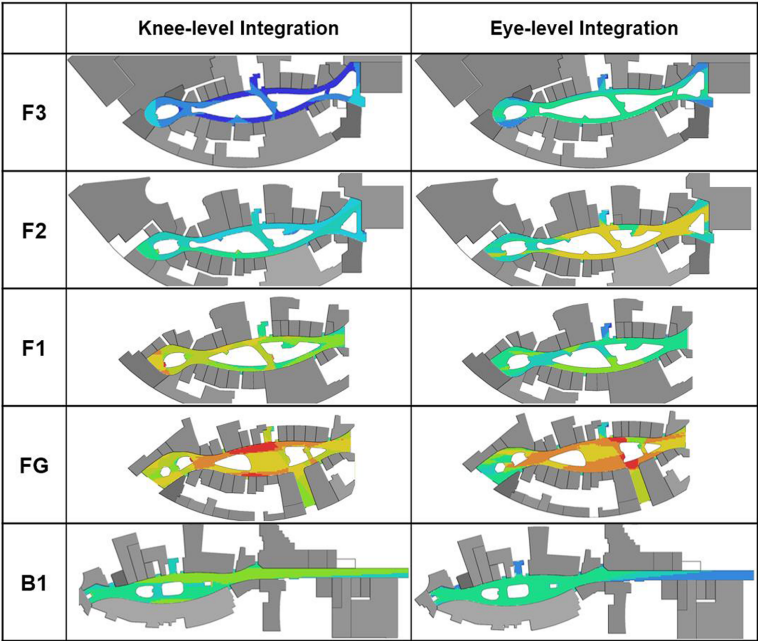 Knee-level Integration
Eye-level Integration
F3
F2
F1
FG
B1